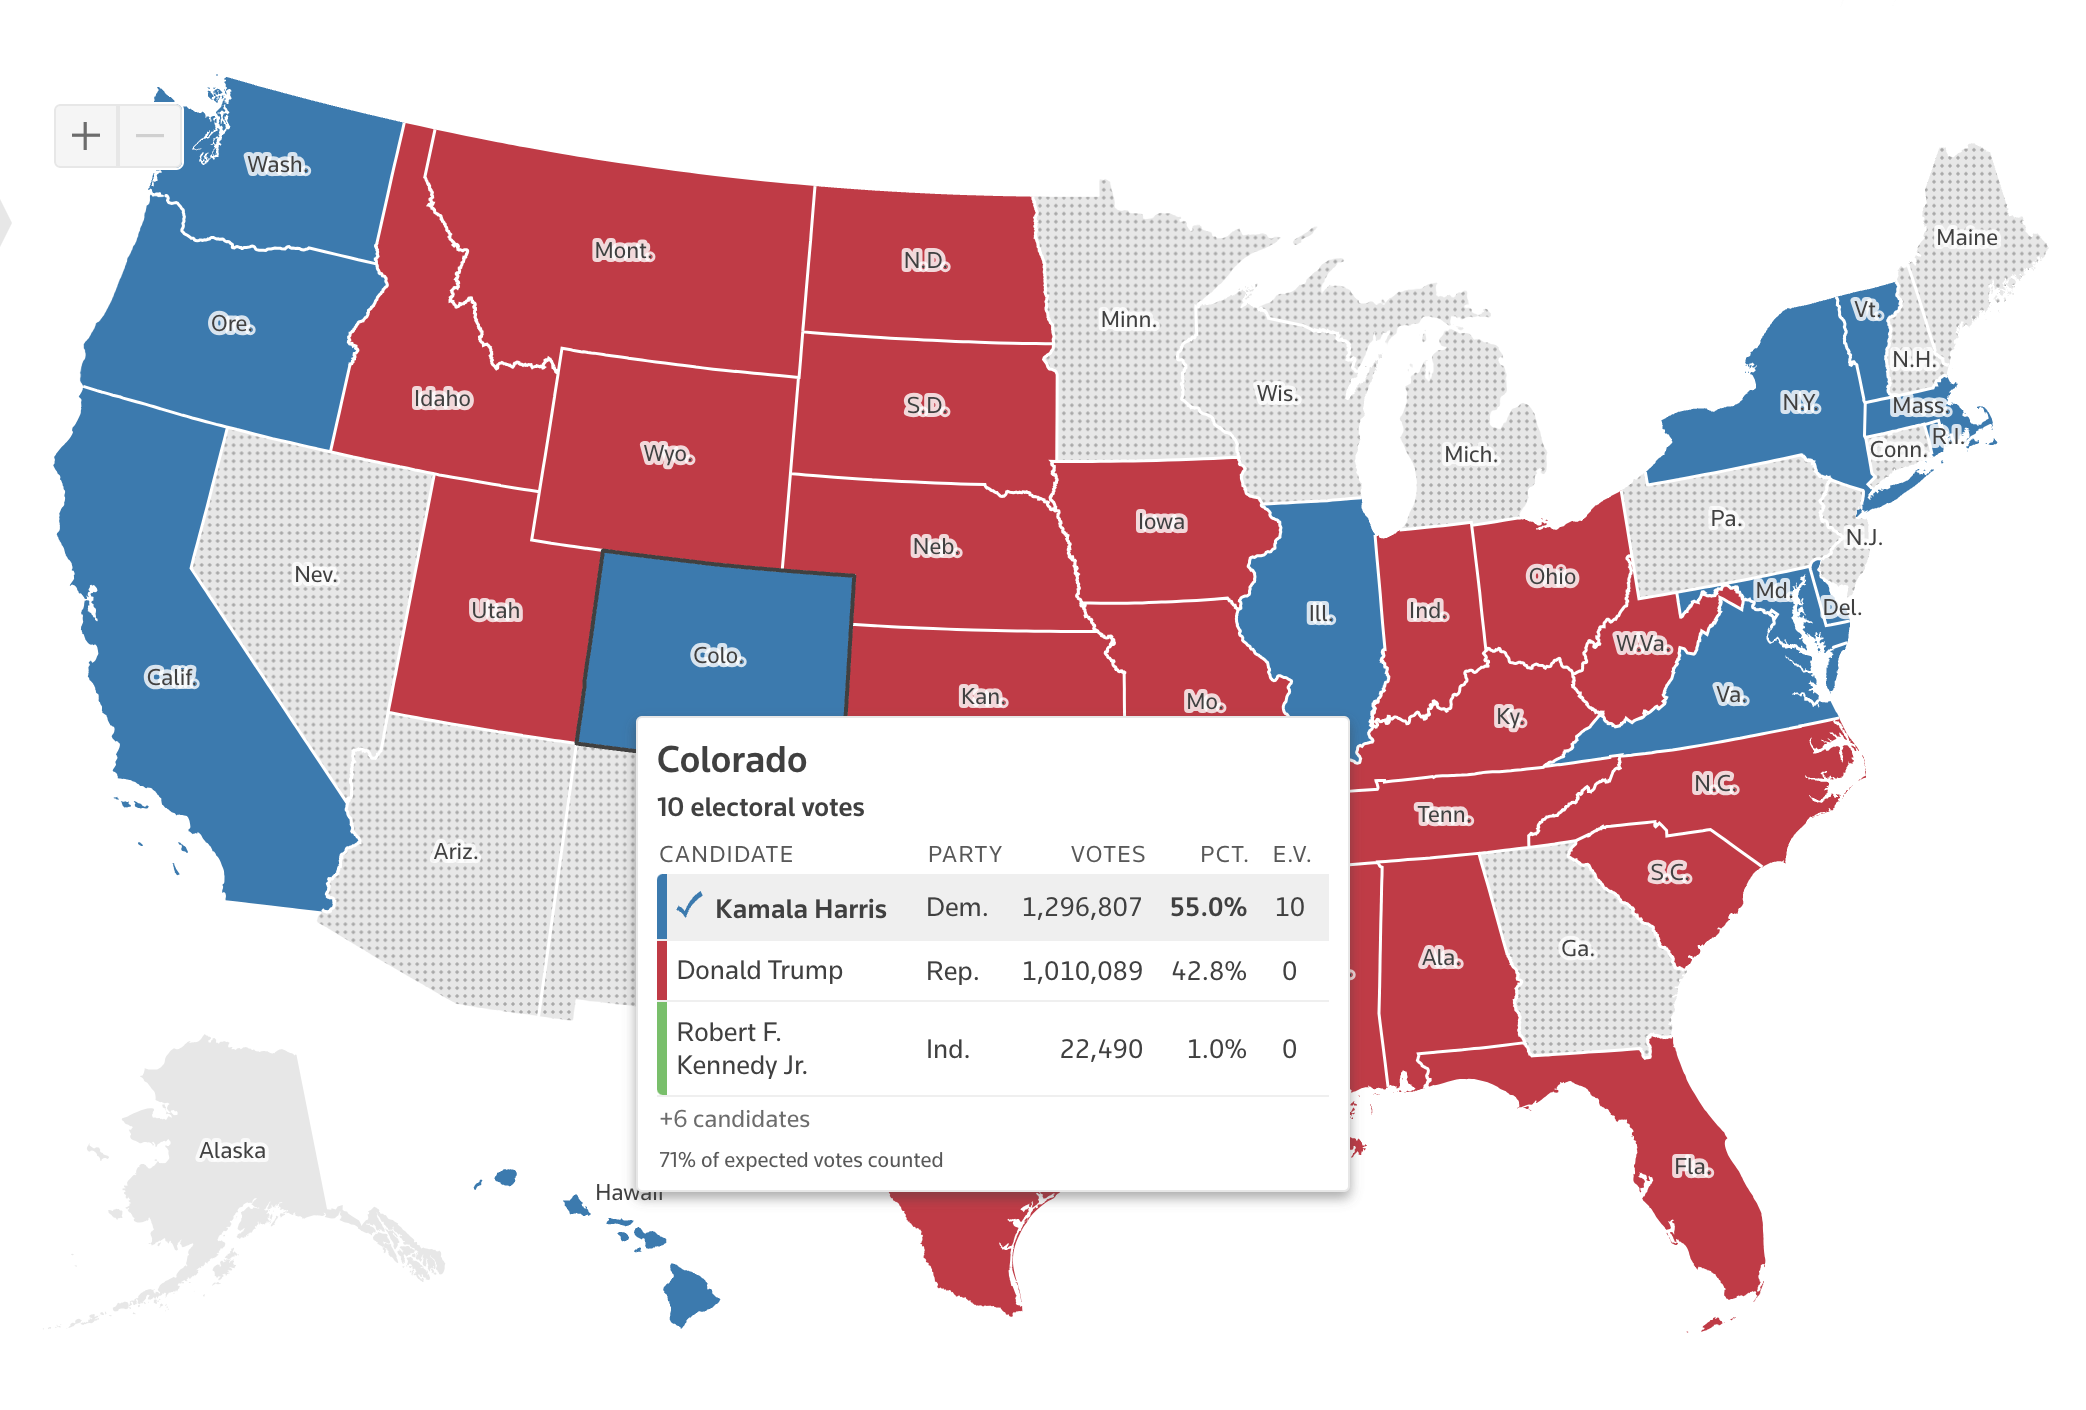 + −
Wash.
Mont.
N.D.
Minn.
Maine
Ore.
Idaho
S.D.
Wis.
Mich.
Vt.
N.H.
N.Y.
Mass.
Conn.
R.I.
Wyo.
Neb.
Iowa
Pa.
N.J.
Nev.
Utah
Colo.
Ill.
Ind.
Ohio
Md.
Del.
Calif.
Kan.
Mo.
Ky.
W.Va.
Va.
Ariz.
Tenn.
N.C.
S.C.
Ala.
Ga.
Fla.
Alaska
Hawaii
Colorado
10 electoral votes
CANDIDATE PARTY VOTES PCT. E.V.
Kamala Harris Dem. 1,296,807 55.0% 10
Donald Trump Rep. 1,010,089 42.8% 0
Robert F.
Kennedy Jr. Ind. 22,490 1.0% 0
+6 candidates
71% of expected votes counted